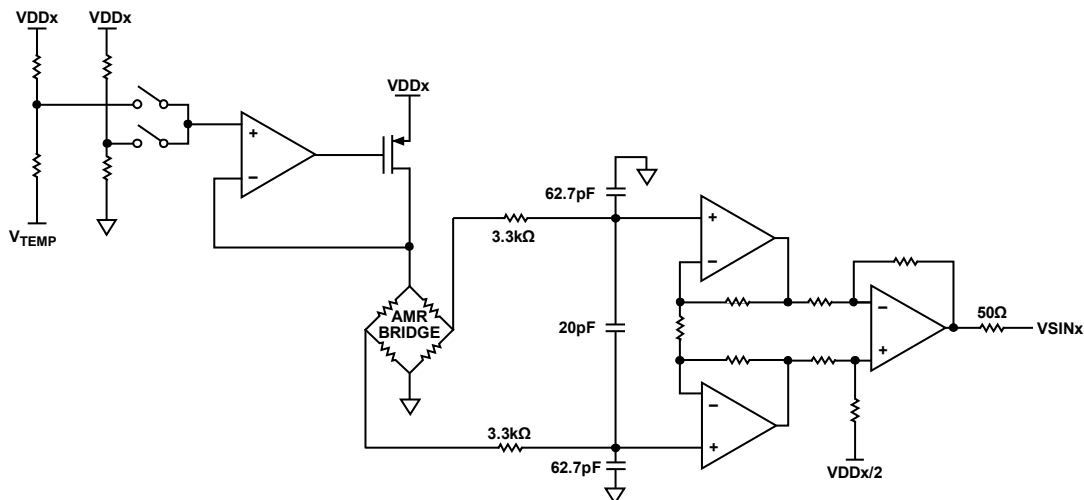 VDDx
VDDx
VDDx
+
−
VTEMP
62.7pF
3.3kΩ
+
−
AMR
BRIDGE
20pF
−
+
50Ω
VSINx
−
+
3.3kΩ
62.7pF
VDDx/2